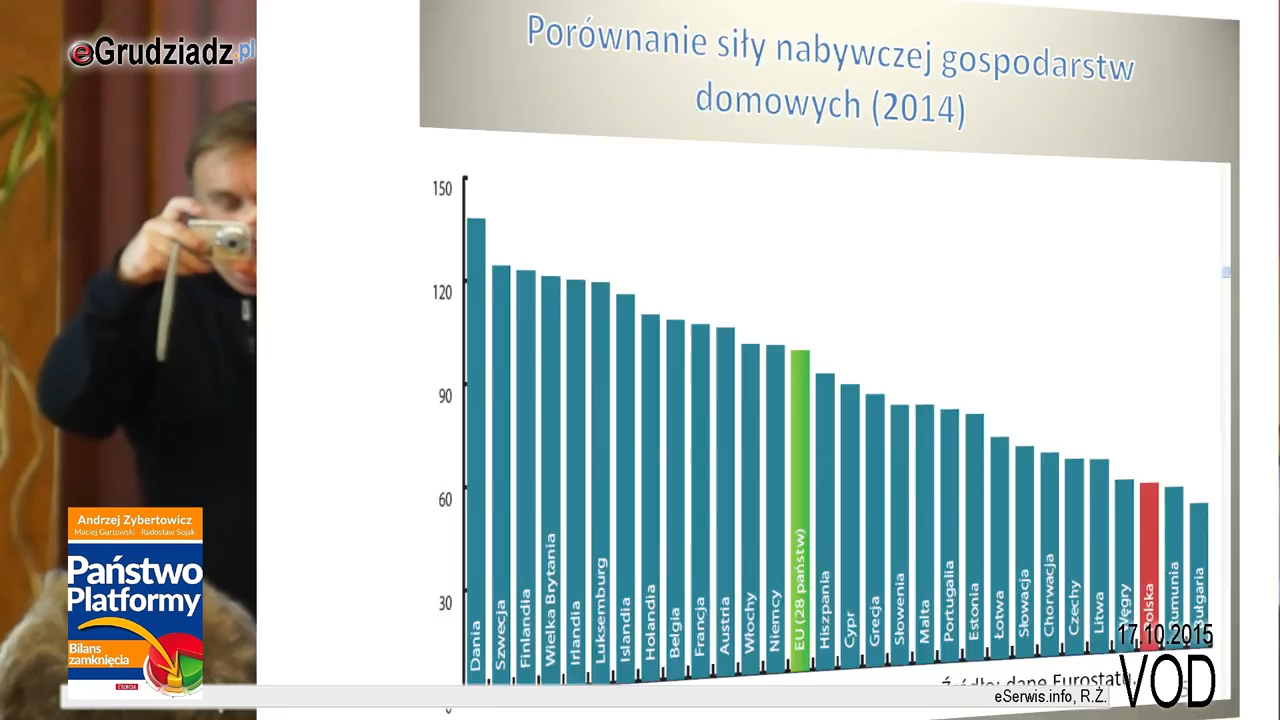 eGrudziadz.pl
Porównanie siły nabywczej gospodarstw
domowych (2014)
150
120
90
60
30
0
Dania
Szwecja
Finlandia
Wielka Brytania
Irlandia
Luksemburg
Islandia
Holandia
Belgia
Francja
Austria
Włochy
Niemcy
EU (28 państw)
Hiszpania
Cypr
Grecja
Słowenia
Malta
Portugalia
Estonia
Łotwa
Słowacja
Chorwacja
Czechy
Litwa
Węgry
Polska
Rumunia
Bułgaria
Źródło: dane Eurostatu
Andrzej Zybertowicz
Maciej Gurtowski Radosław Sojak
Państwo
Platformy
Bilans
zamknięcia
17.10.2015
VOD
eSerwis.info, R.Ż.